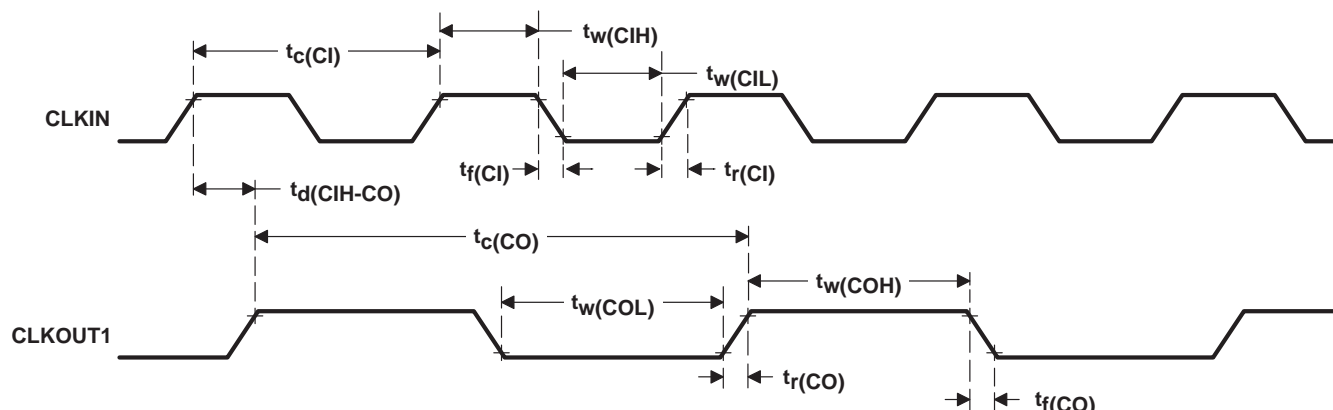 tw(CIH)
tc(CI)
tw(CIL)
CLKIN
tf(CI)
tr(CI)
td(CIH-CO)
tc(CO)
tw(COH)
tw(COL)
CLKOUT1
tr(CO)
tf(CO)